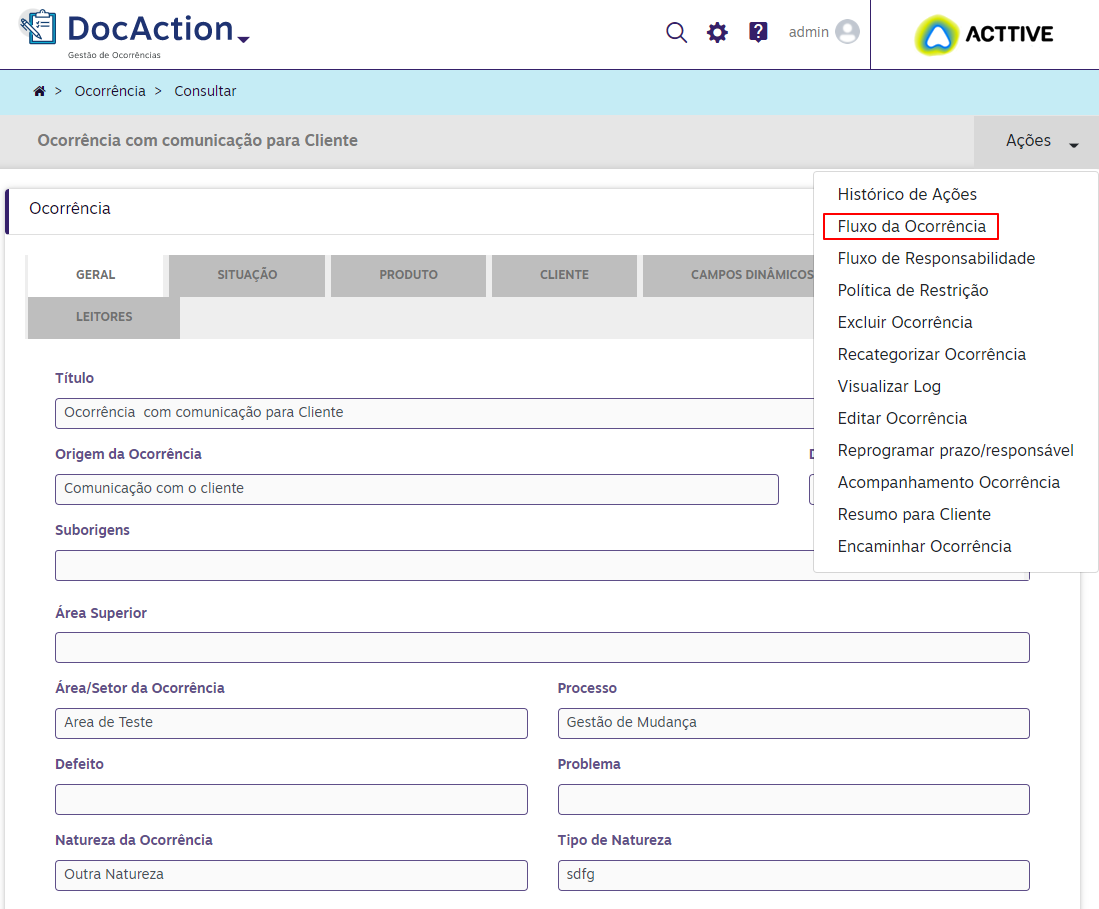 DocAction
Gestão de Ocorrências
admin
ACTTIVE
> Ocorrência > Consultar
Ocorrência com comunicação para Cliente
Ações
Histórico de Ações
Fluxo da Ocorrência
Fluxo de Responsabilidade
Política de Restrição
Excluir Ocorrência
Recategorizar Ocorrência
Visualizar Log
Editar Ocorrência
Reprogramar prazo/responsável
Acompanhamento Ocorrência
Resumo para Cliente
Encaminhar Ocorrência
Ocorrência
GERAL SITUAÇÃO PRODUTO CLIENTE CAMPOS DINÂMICOS
LEITORES
Título
Ocorrência  com comunicação para Cliente
Origem da Ocorrência
Comunicação com o cliente
Suborigens
Área Superior
Área/Setor da Ocorrência Processo
Area de Teste Gestão de Mudança
Defeito Problema
Natureza da Ocorrência Tipo de Natureza
Outra Natureza sdfg